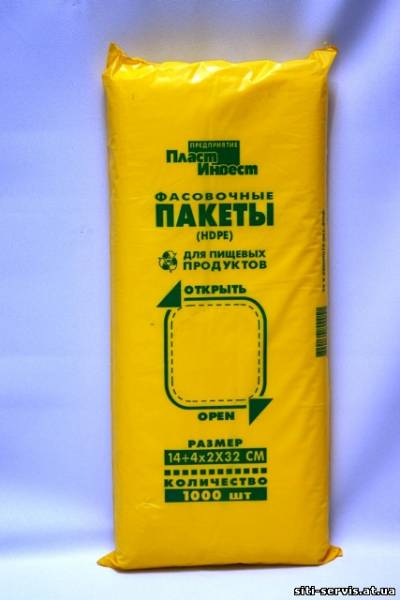 ПРЕДПРИЯТИЕ
Пласт
Инвест
ФАСОВОЧНЫЕ
ПАКЕТЫ
(HDPE)
ДЛЯ ПИЩЕВЫХ
ПРОДУКТОВ
ОТКРЫТЬ
OPEN
РАЗМЕР
14+4х2Х32 СМ
КОЛИЧЕСТВО
1000 шт
siti-servis.at.ua